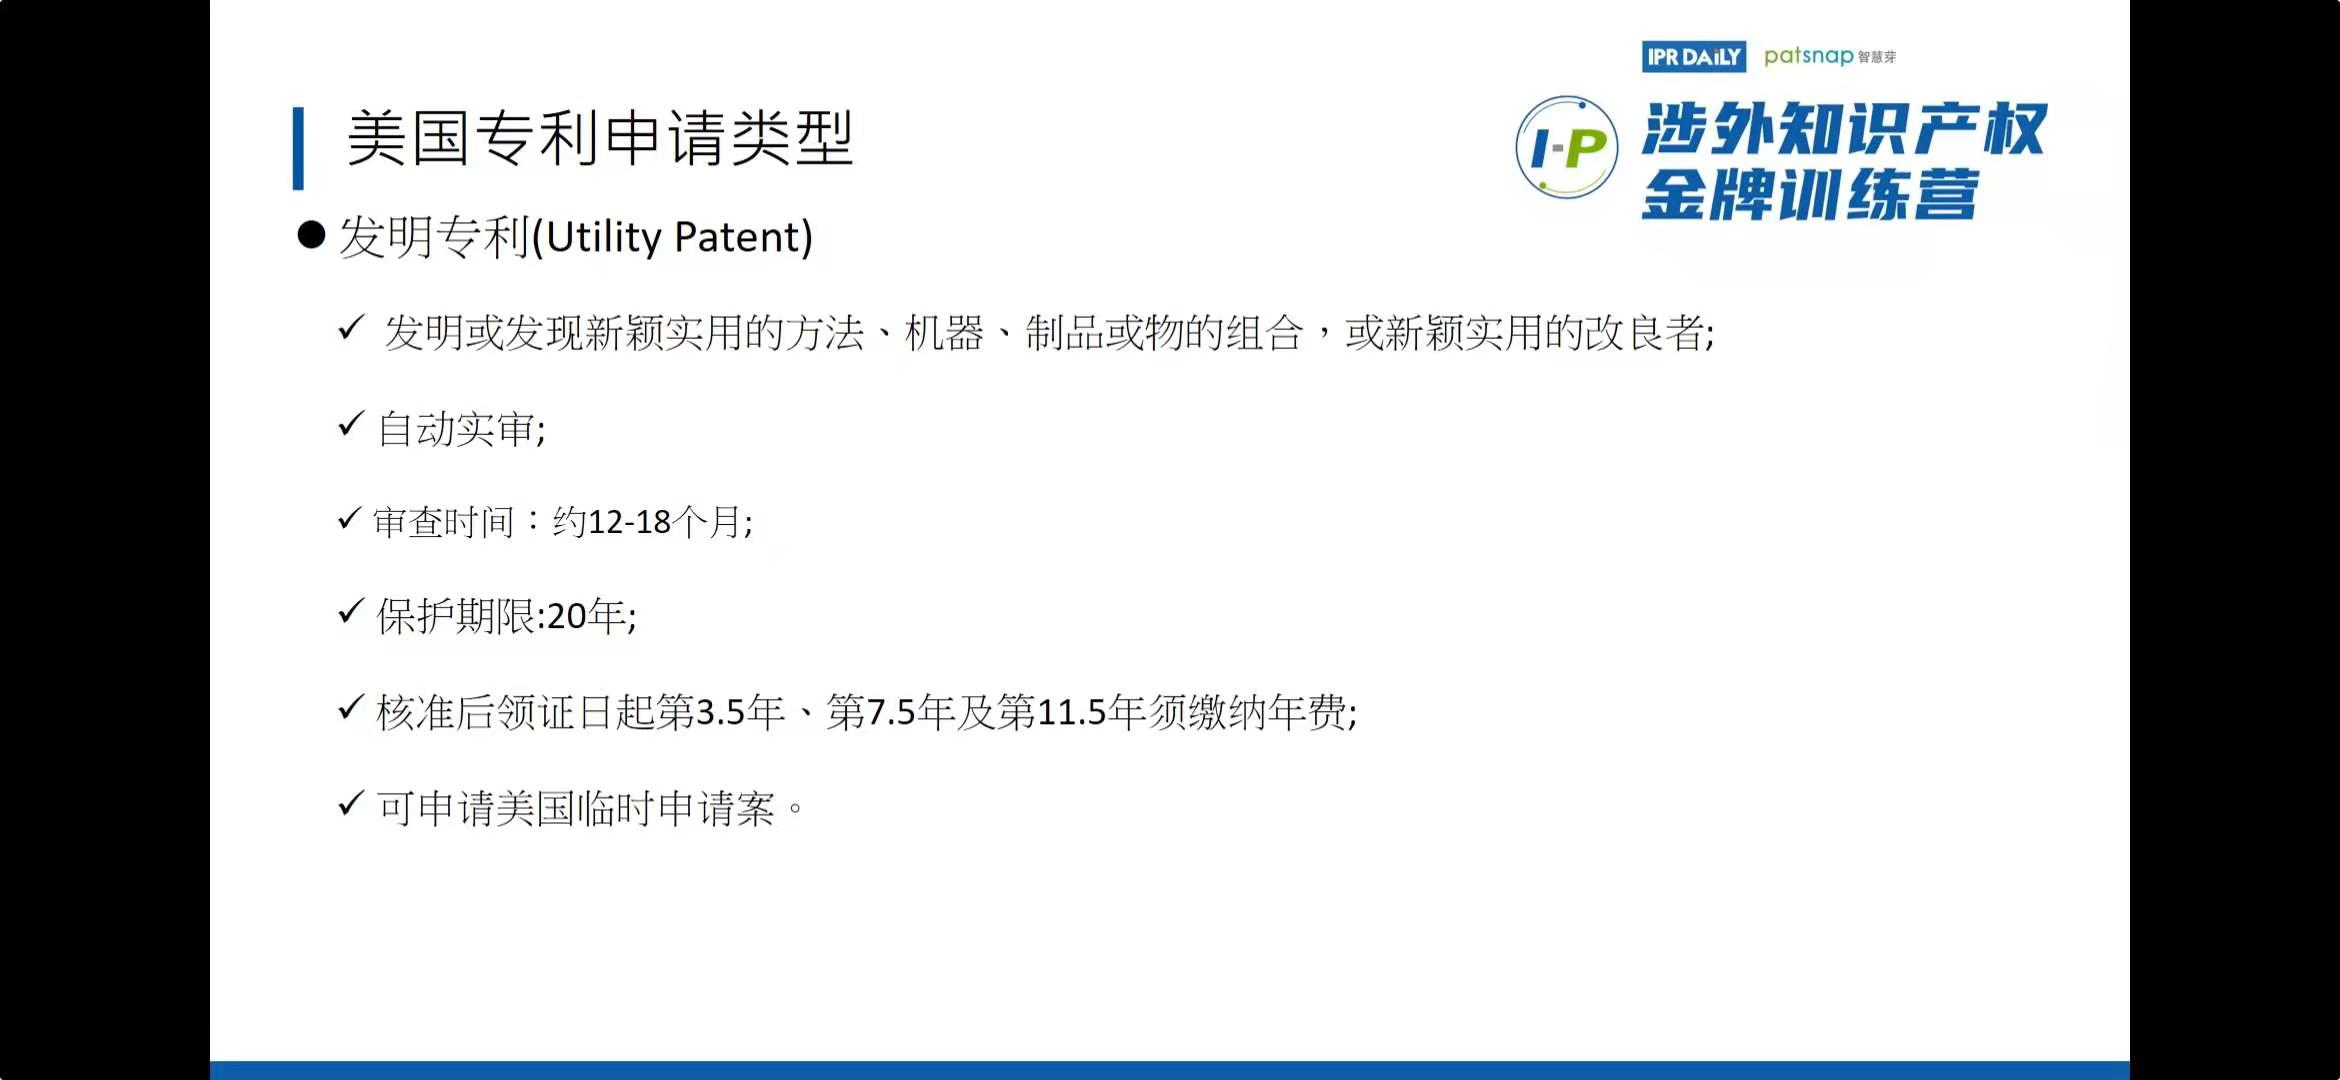 IPR DAiLY patsnap 智慧芽
美国专利申请类型
I-P 涉外知识产权
金牌训练营
● 发明专利(Utility Patent)
✓ 发明或发现新颖实用的方法、机器、制品或物的组合，或新颖实用的改良者;
✓ 自动实审;
✓ 审查时间：约12-18个月;
✓ 保护期限:20年;
✓ 核准后领证日起第3.5年、第7.5年及第11.5年须缴纳年费;
✓ 可申请美国临时申请案。